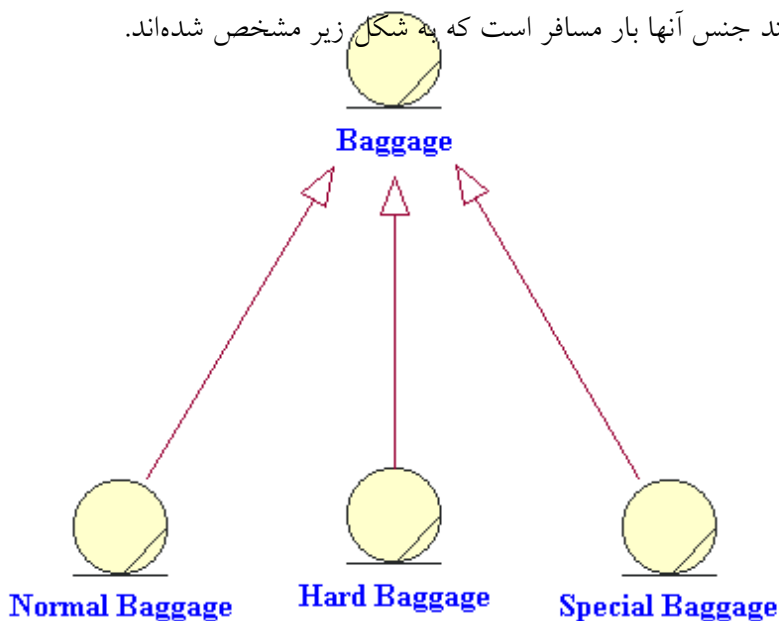 ند جنس آنها بار مسافر است که به شکل زیر مشخص شده‌اند.
Baggage
Normal Baggage
Hard Baggage
Special Baggage